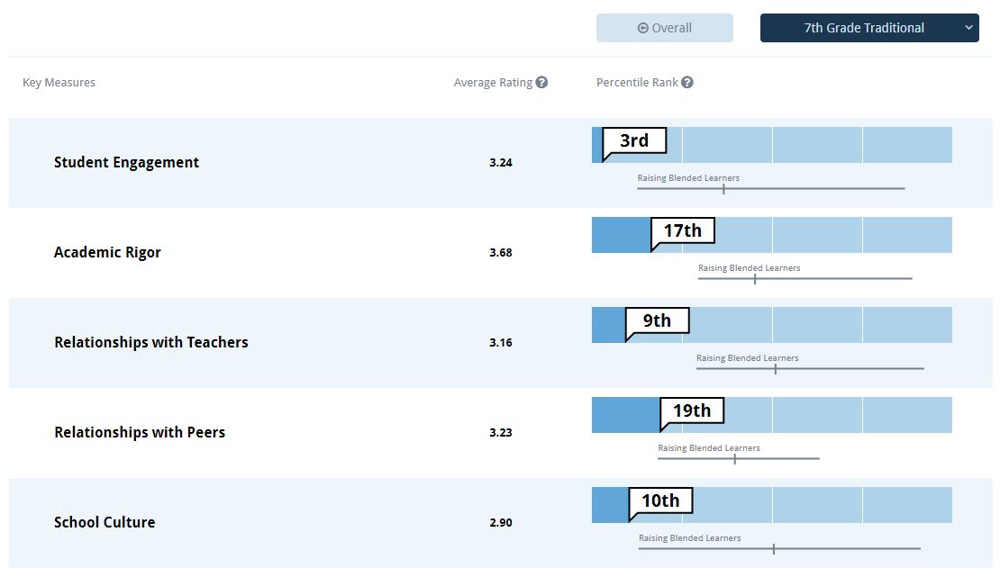 Overall
7th Grade Traditional
Key Measures Average Rating ? Percentile Rank ?
Student Engagement 3.24 3rd
Raising Blended Learners
Academic Rigor 3.68 17th
Raising Blended Learners
Relationships with Teachers 3.16 9th
Raising Blended Learners
Relationships with Peers 3.23 19th
Raising Blended Learners
School Culture 2.90 10th
Raising Blended Learners